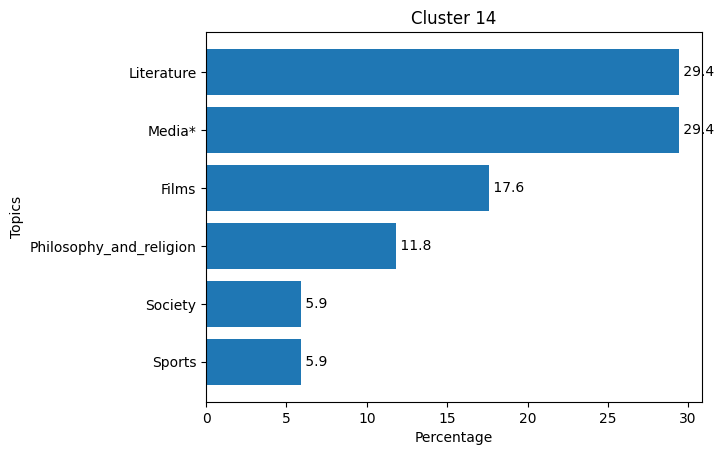 Cluster 14
Literature 29.4
Media* 29.4
Films 17.6
Philosophy_and_religion 11.8
Society 5.9
Sports 5.9
Topics
0 5 10 15 20 25 30
Percentage